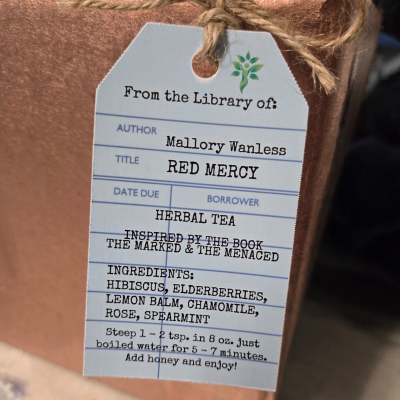 From the Library of:
AUTHOR Mallory Wanless
TITLE RED MERCY
DATE DUE BORROWER
HERBAL TEA
INSPIRED BY THE BOOK
THE MARKED & THE MENACED
INGREDIENTS:
HIBISCUS, ELDERBERRIES,
LEMON BALM, CHAMOMILE,
ROSE, SPEARMINT
Steep 1 - 2 tsp. in 8 oz. just
boiled water for 5 - 7 minutes.
Add honey and enjoy!